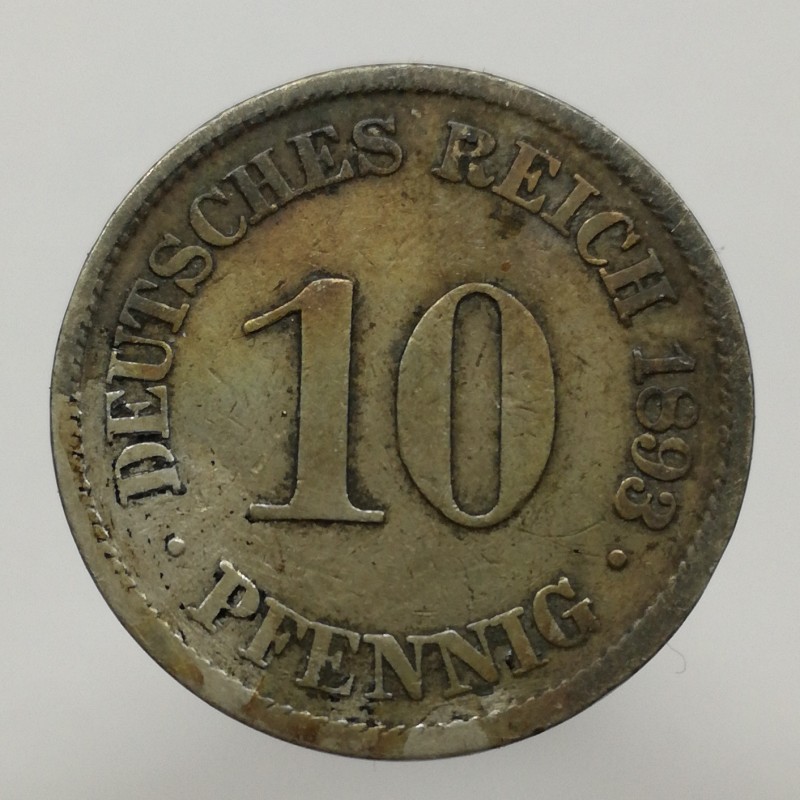 DEUTSCHES REICH 1893
10
PFENNIG